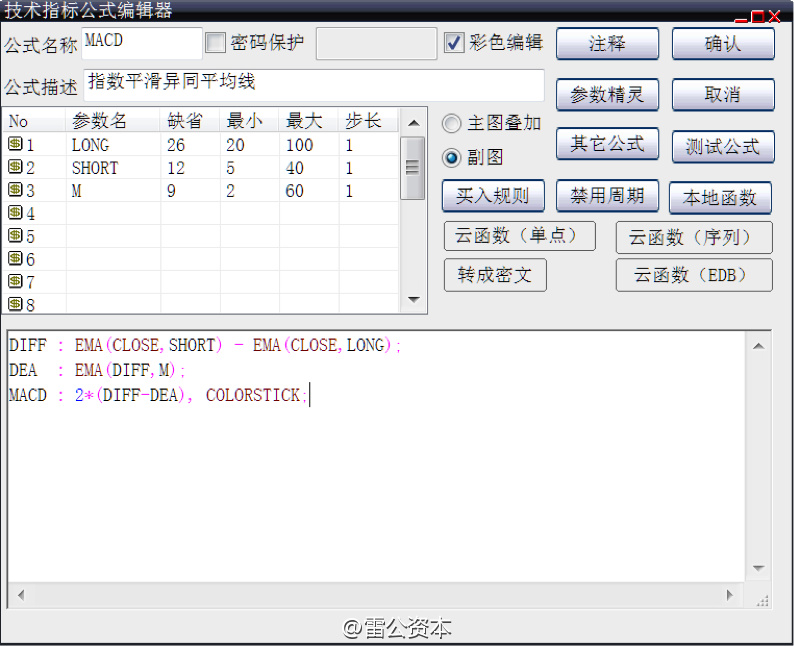 技术指标公式编辑器
公式名称 MACD 密码保护 彩色编辑 注释 确认
公式描述 指数平滑异同平均线 参数精灵 取消
No 参数名 缺省 最小 最大 步长 主图叠加
1 LONG 26 20 100 1 其它公式 测试公式
2 SHORT 12 5 40 1 副图
3 M 9 2 60 1 买入规则 禁用周期 本地函数
4
5 云函数（单点） 云函数（序列）
6
7 转成密文 云函数（EDB）
8
DIFF : EMA(CLOSE,SHORT) - EMA(CLOSE,LONG);
DEA : EMA(DIFF,M);
MACD : 2*(DIFF-DEA), COLORSTICK;
@雷公资本